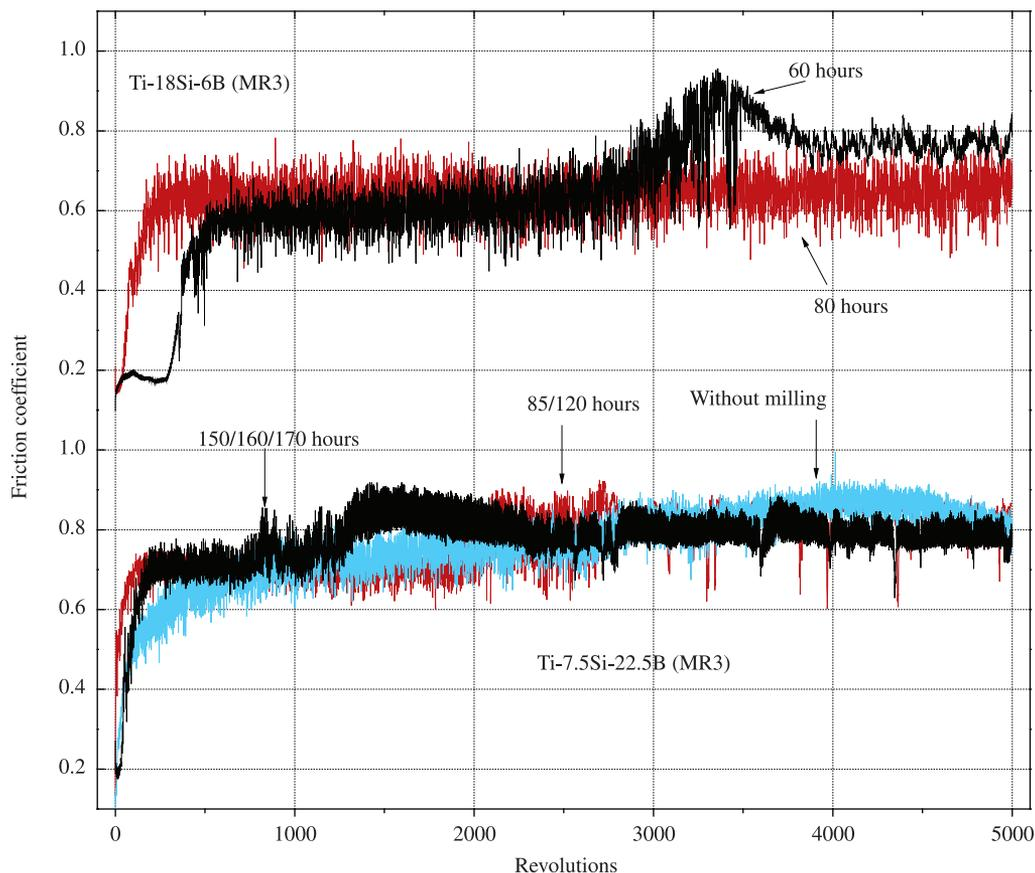 1.0
Ti-18Si-6B (MR3)
60 hours
0.8
0.6
0.4
80 hours
0.2
Friction coefficient
Without milling
85/120 hours
150/160/170 hours
1.0
0.8
0.6
Ti-7.5Si-22.5B (MR3)
0.4
0.2
0 1000 2000 3000 4000 5000
Revolutions